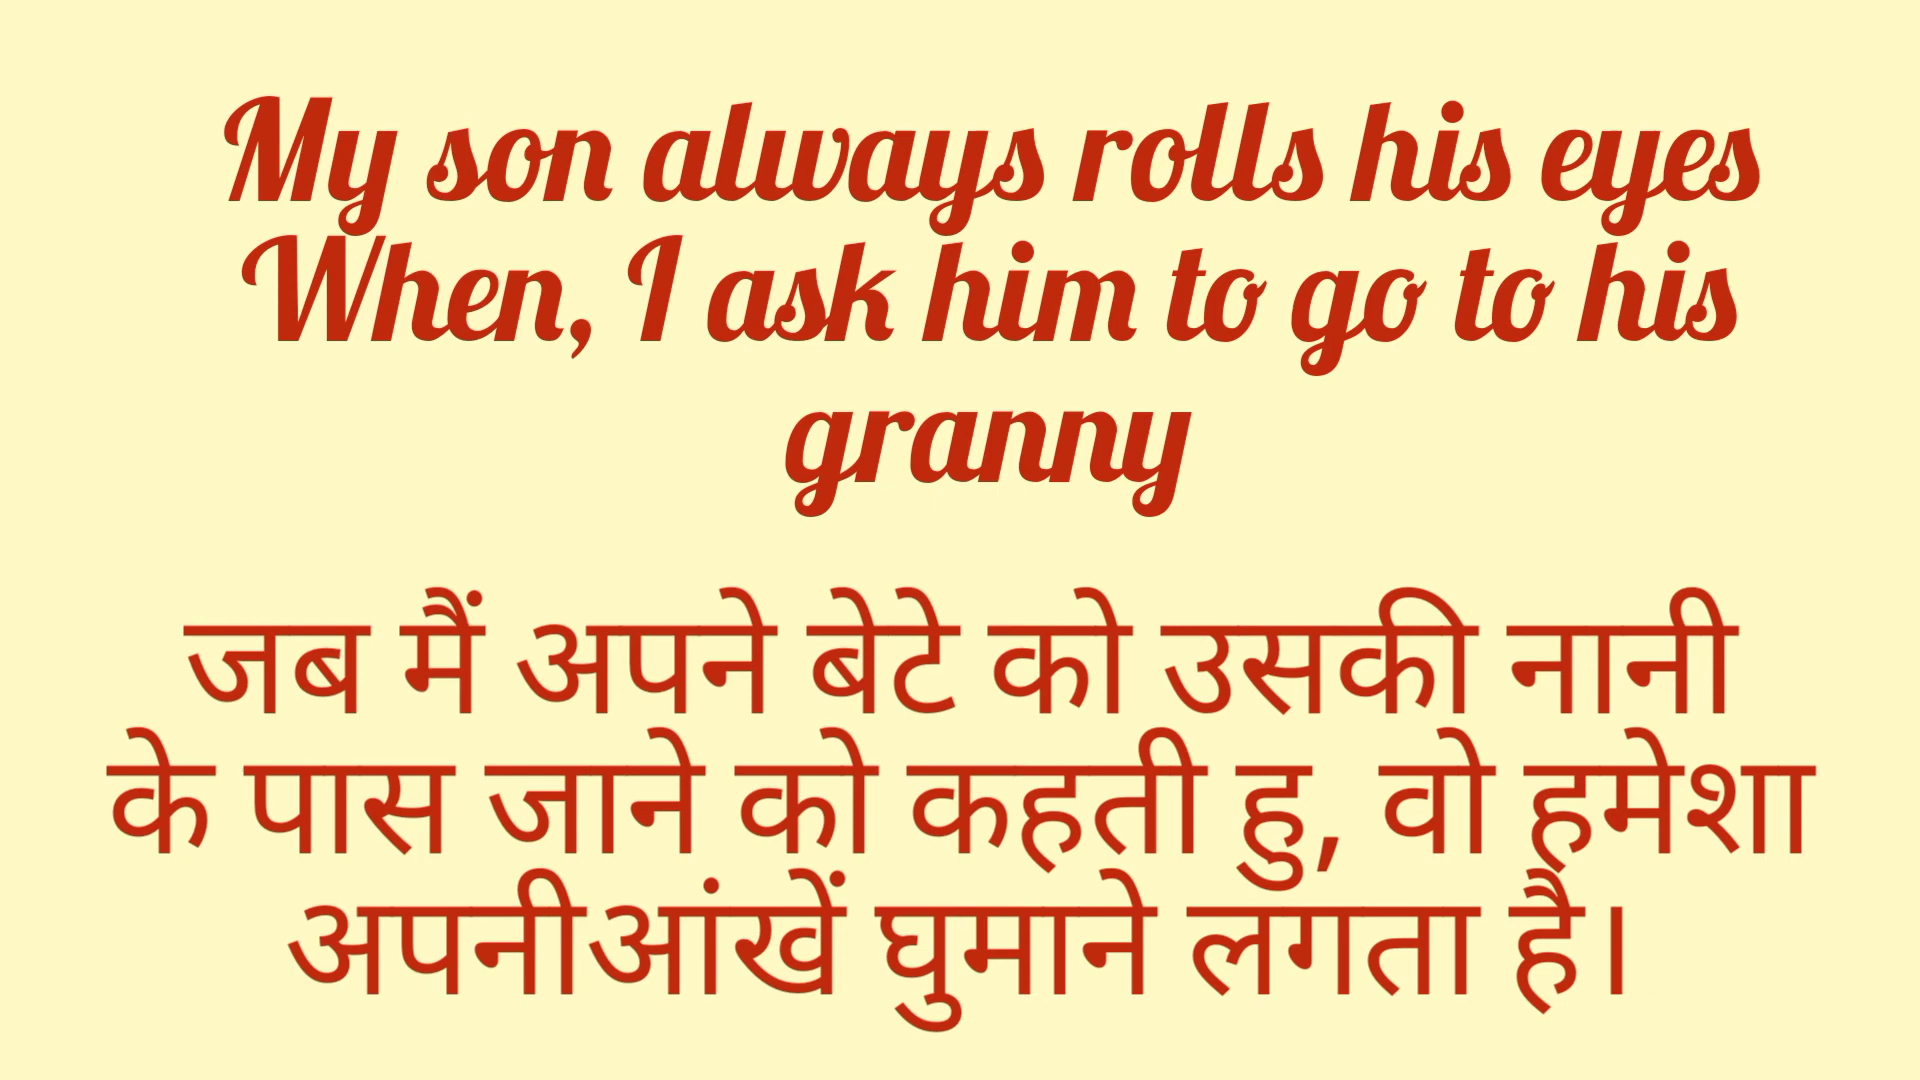 My son always rolls his eyes
When, I ask him to go to his
granny
जब मैं अपने बेटे को उसकी नानी
के पास जाने को कहती हु, वो हमेशा
अपनीआंखें घुमाने लगता है।